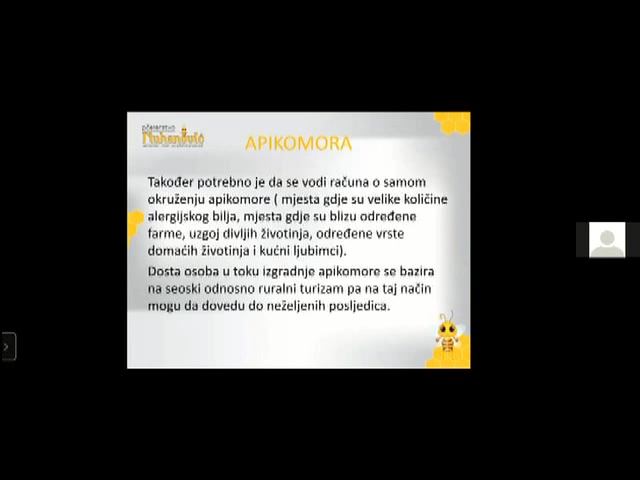 pčelarstvo
Muhanović
APIKOMORA
Također potrebno je da se vodi računa o samom
okruženju apikomore ( mjesta gdje su velike količine
alergijskog bilja, mjesta gdje su blizu određene
farme, uzgoj divljih životinja, određene vrste
domaćih životinja i kućni ljubimci).
Dosta osoba u toku izgradnje apikomore se bazira
na seoski odnosno ruralni turizam pa na taj način
mogu da dovedu do neželjenih posljedica.